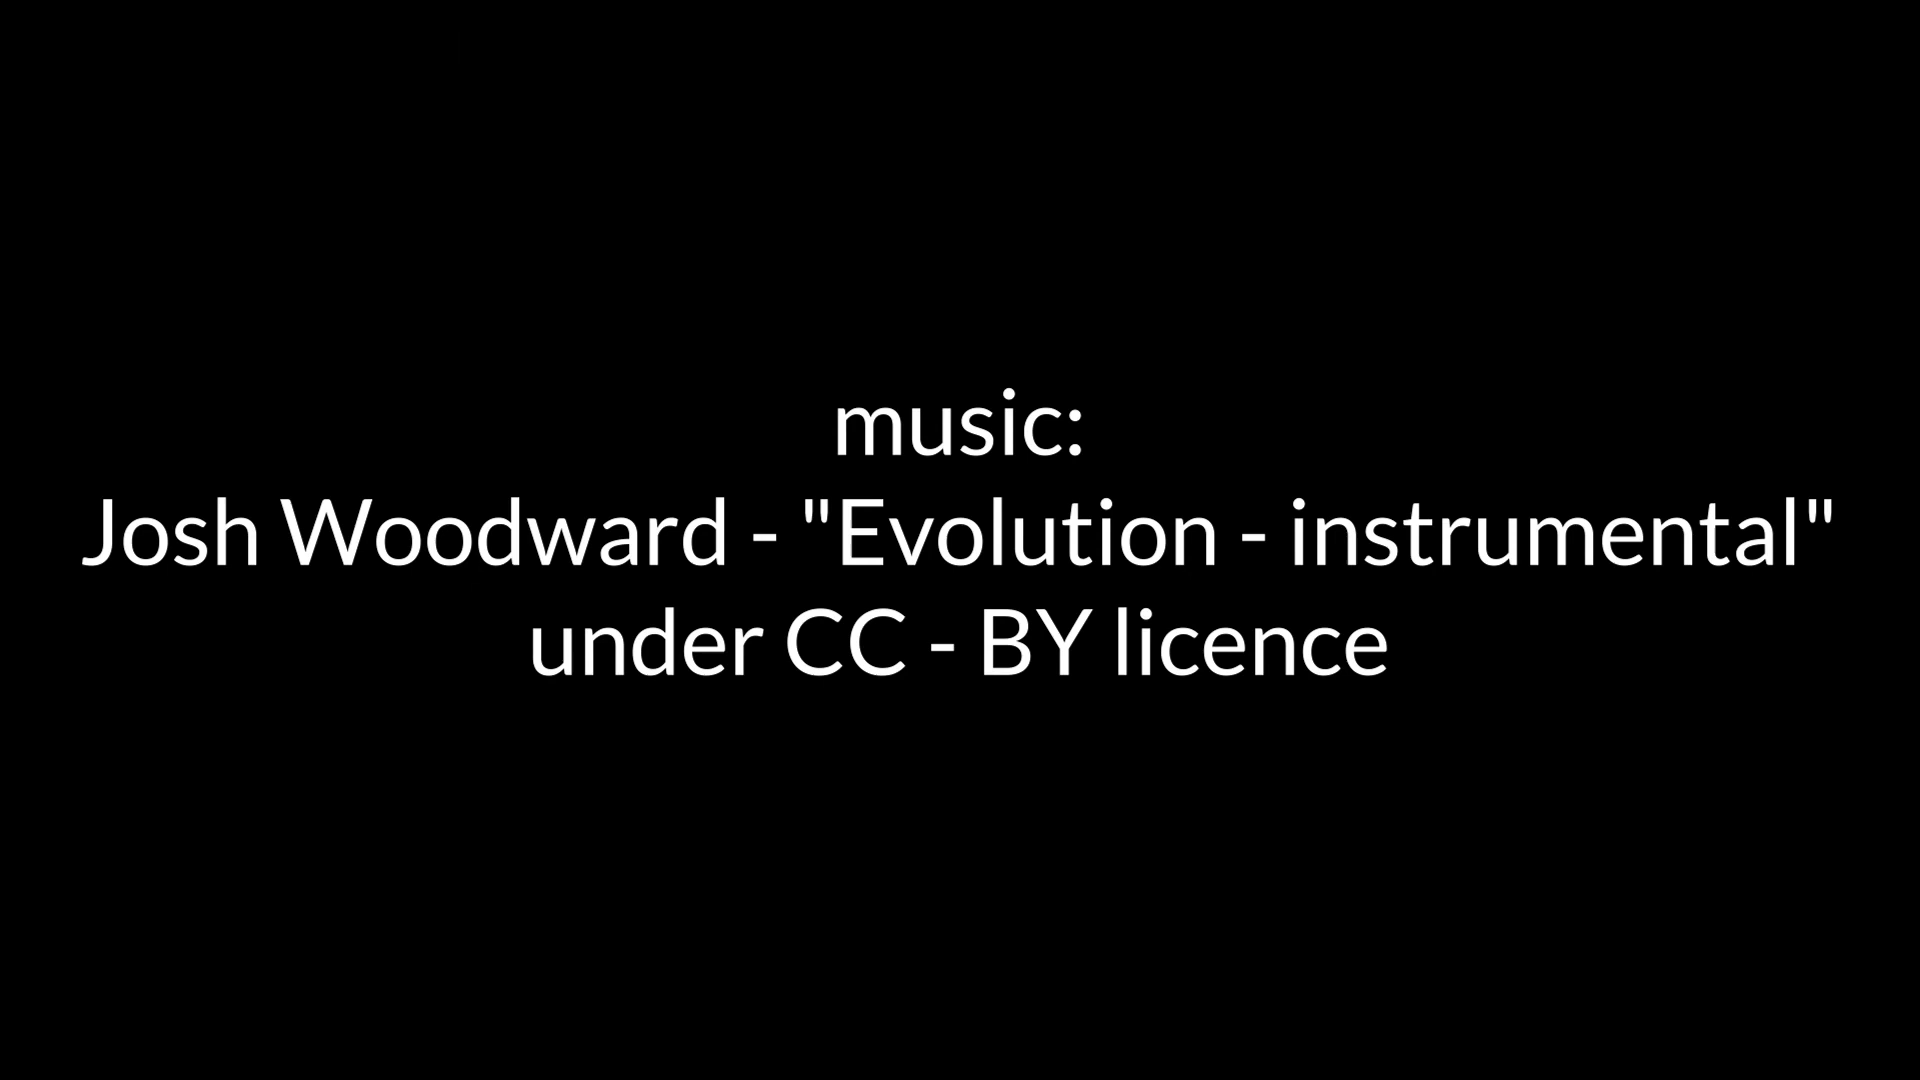 music:
Josh Woodward - "Evolution - instrumental"
under CC - BY licence